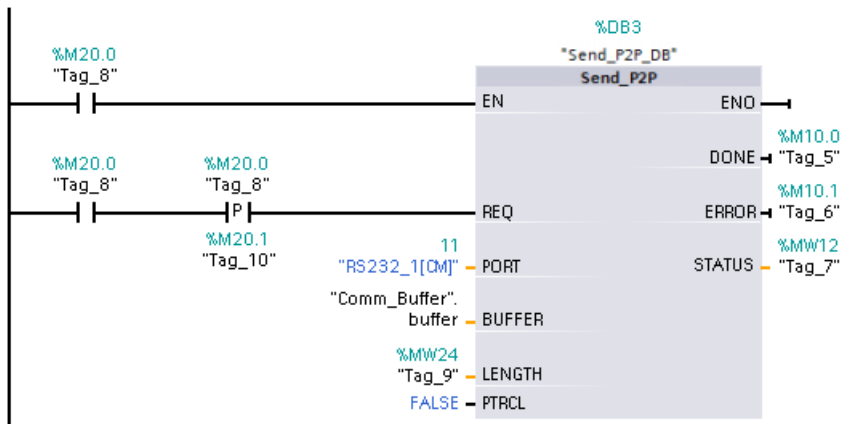 %DB3
"Send_P2P_DB"
Send_P2P
%M20.0
"Tag_8"
EN
ENO
%M10.0
DONE
"Tag_5"
%M20.0
"Tag_8"
%M20.0
"Tag_8"
P
%M20.1
"Tag_10"
REQ
%M10.1
ERROR
"Tag_6"
11
"RS232_1[CM]"
PORT
%MW12
STATUS
"Tag_7"
"Comm_Buffer".
buffer
BUFFER
%MW24
"Tag_9"
LENGTH
FALSE
PTRCL